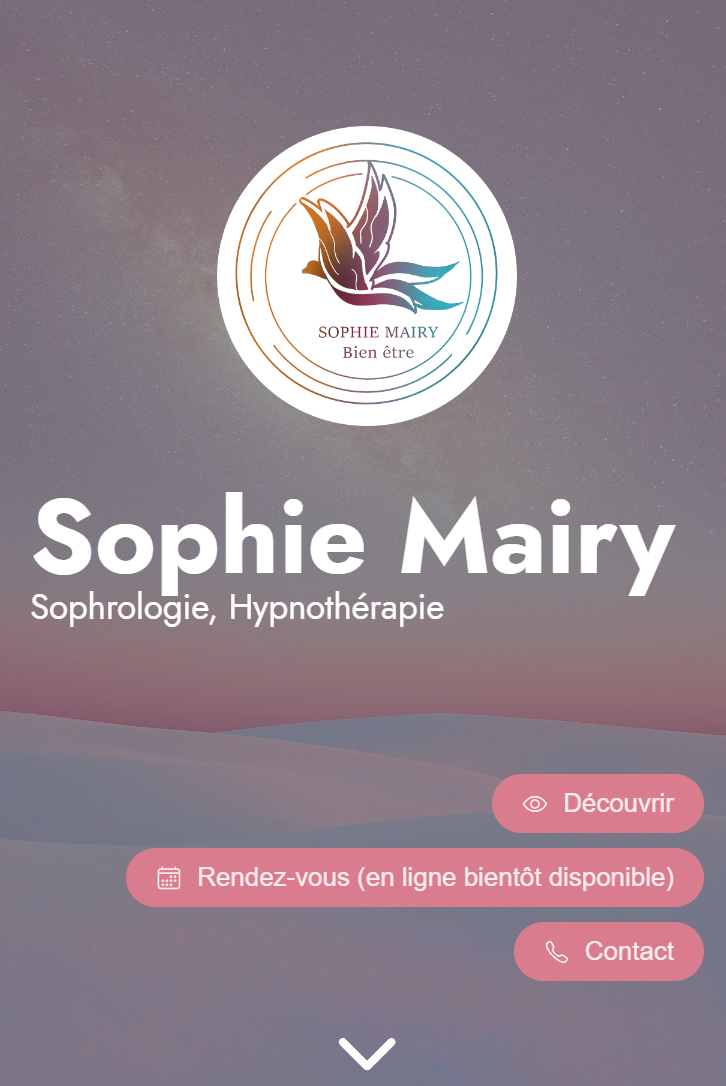 SOPHIE MAIRY
Bien être
Sophie Mairy
Sophrologie, Hypnothérapie
Découvrir
Rendez-vous (en ligne bientôt disponible)
Contact